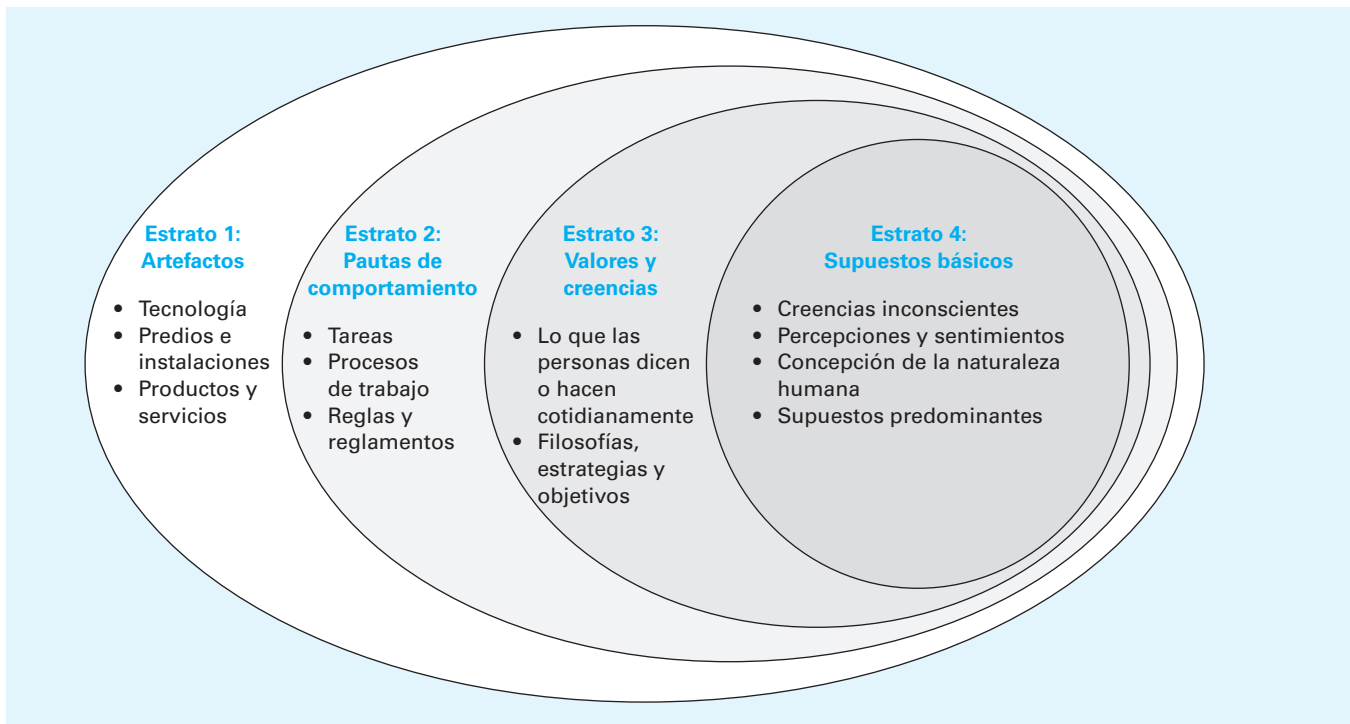 Estrato 1:
Artefactos
• Tecnología
• Predios e
instalaciones
• Productos y
servicios
Estrato 2:
Pautas de
comportamiento
• Tareas
• Procesos
de trabajo
• Reglas y
reglamentos
Estrato 3:
Valores y
creencias
• Lo que las
personas dicen
o hacen
cotidianamente
• Filosofías,
estrategias y
objetivos
Estrato 4:
Supuestos básicos
• Creencias inconscientes
• Percepciones y sentimientos
• Concepción de la naturaleza
humana
• Supuestos predominantes